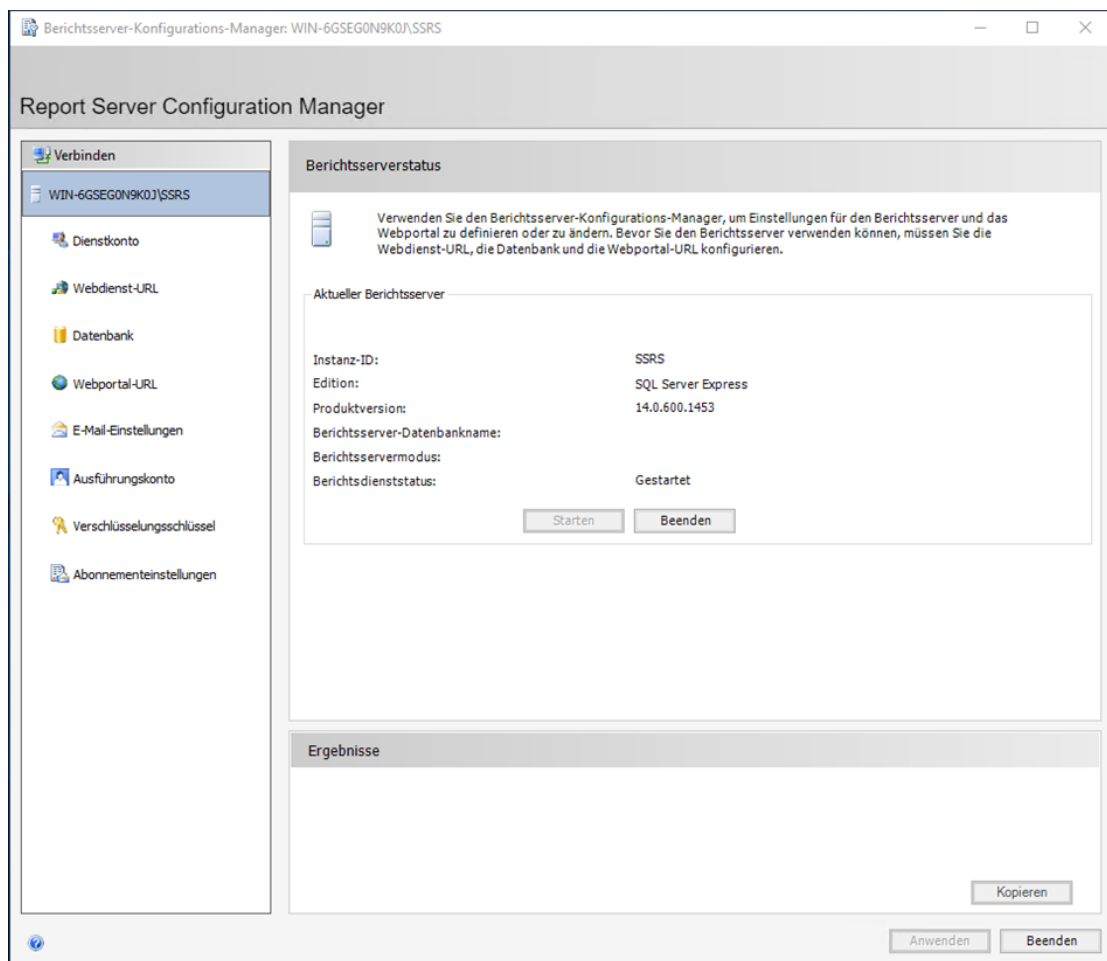 Berichtsserver-Konfigurations-Manager: WIN-6GSEG0N9K0J\SSRS
Report Server Configuration Manager
Verbinden
WIN-6GSEG0N9K0J\SSRS
Dienstkonto
Webdienst-URL
Datenbank
Webportal-URL
E-Mail-Einstellungen
Ausführungskonto
Verschlüsselungsschlüssel
Abonnementeinstellungen
Berichtsserverstatus
Verwenden Sie den Berichtsserver-Konfigurations-Manager, um Einstellungen für den Berichtsserver und das
Webportal zu definieren oder zu ändern. Bevor Sie den Berichtsserver verwenden können, müssen Sie die
Webdienst-URL, die Datenbank und die Webportal-URL konfigurieren.
Aktueller Berichtsserver
Instanz-ID: SSRS
Edition: SQL Server Express
Produktversion: 14.0.600.1453
Berichtsserver-Datenbankname:
Berichtsservermodus:
Berichtsdienststatus: Gestartet
Starten Beenden
Ergebnisse
Kopieren
Anwenden Beenden